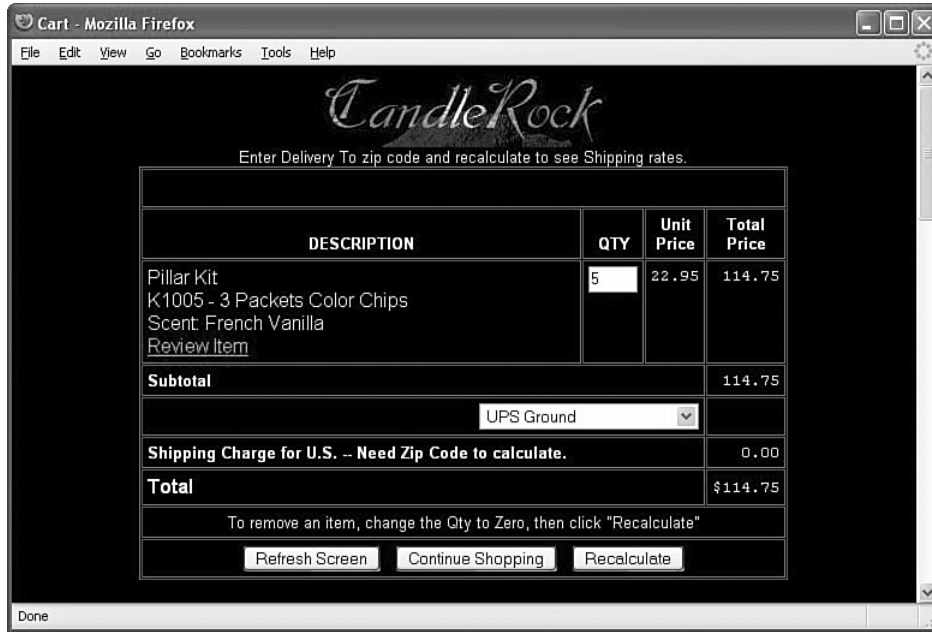 Cart - Mozilla Firefox
File Edit View Go Bookmarks Tools Help
CandleRock
Enter Delivery To zip code and recalculate to see Shipping rates.
DESCRIPTION QTY Unit Price Total Price
Pillar Kit 5 22.95 114.75
K1005 - 3 Packets Color Chips
Scent: French Vanilla
Review Item
Subtotal 114.75
UPS Ground
Shipping Charge for U.S. -- Need Zip Code to calculate. 0.00
Total $114.75
To remove an item, change the Qty to Zero, then click "Recalculate"
Refresh Screen Continue Shopping Recalculate
Done